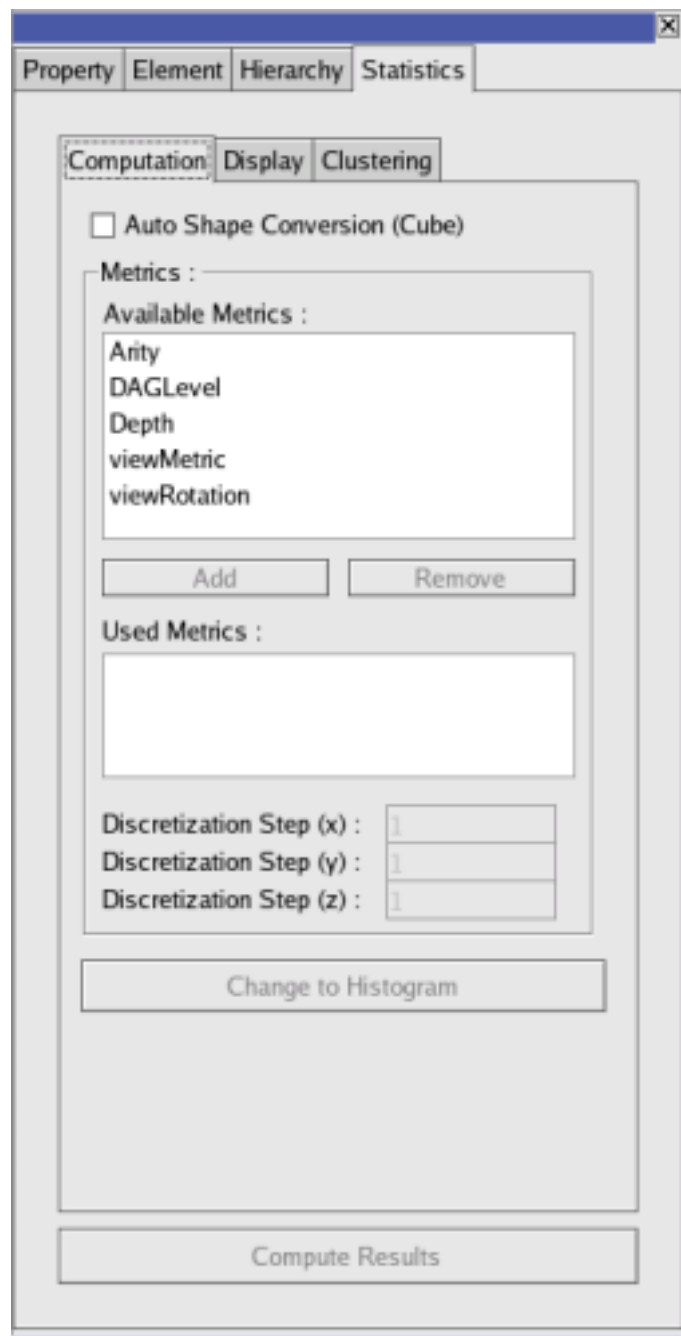 Property Element Hierarchy Statistics
Computation Display Clustering
Auto Shape Conversion (Cube)
Metrics :
Available Metrics :
Arity
DAGLevel
Depth
viewMetric
viewRotation
Add Remove
Used Metrics :
Discretization Step (x) : 1
Discretization Step (y) : 1
Discretization Step (z) : 1
Change to Histogram
Compute Results